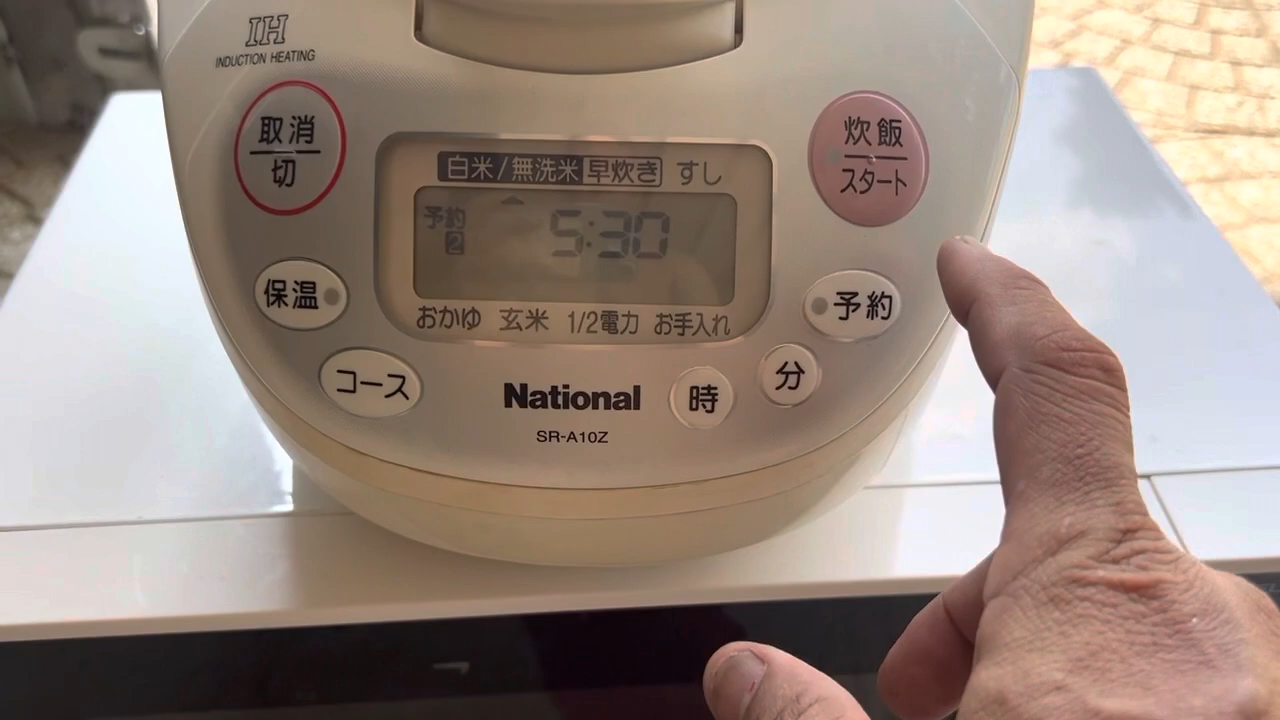 IH
INDUCTION HEATING
取消
切
炊飯
スタート
白米/無洗米 早炊き すし
予約
2
5:30
保温
予約
おかゆ 玄米 1/2電力 お手入れ
コース
分
時
National
SR-A10Z